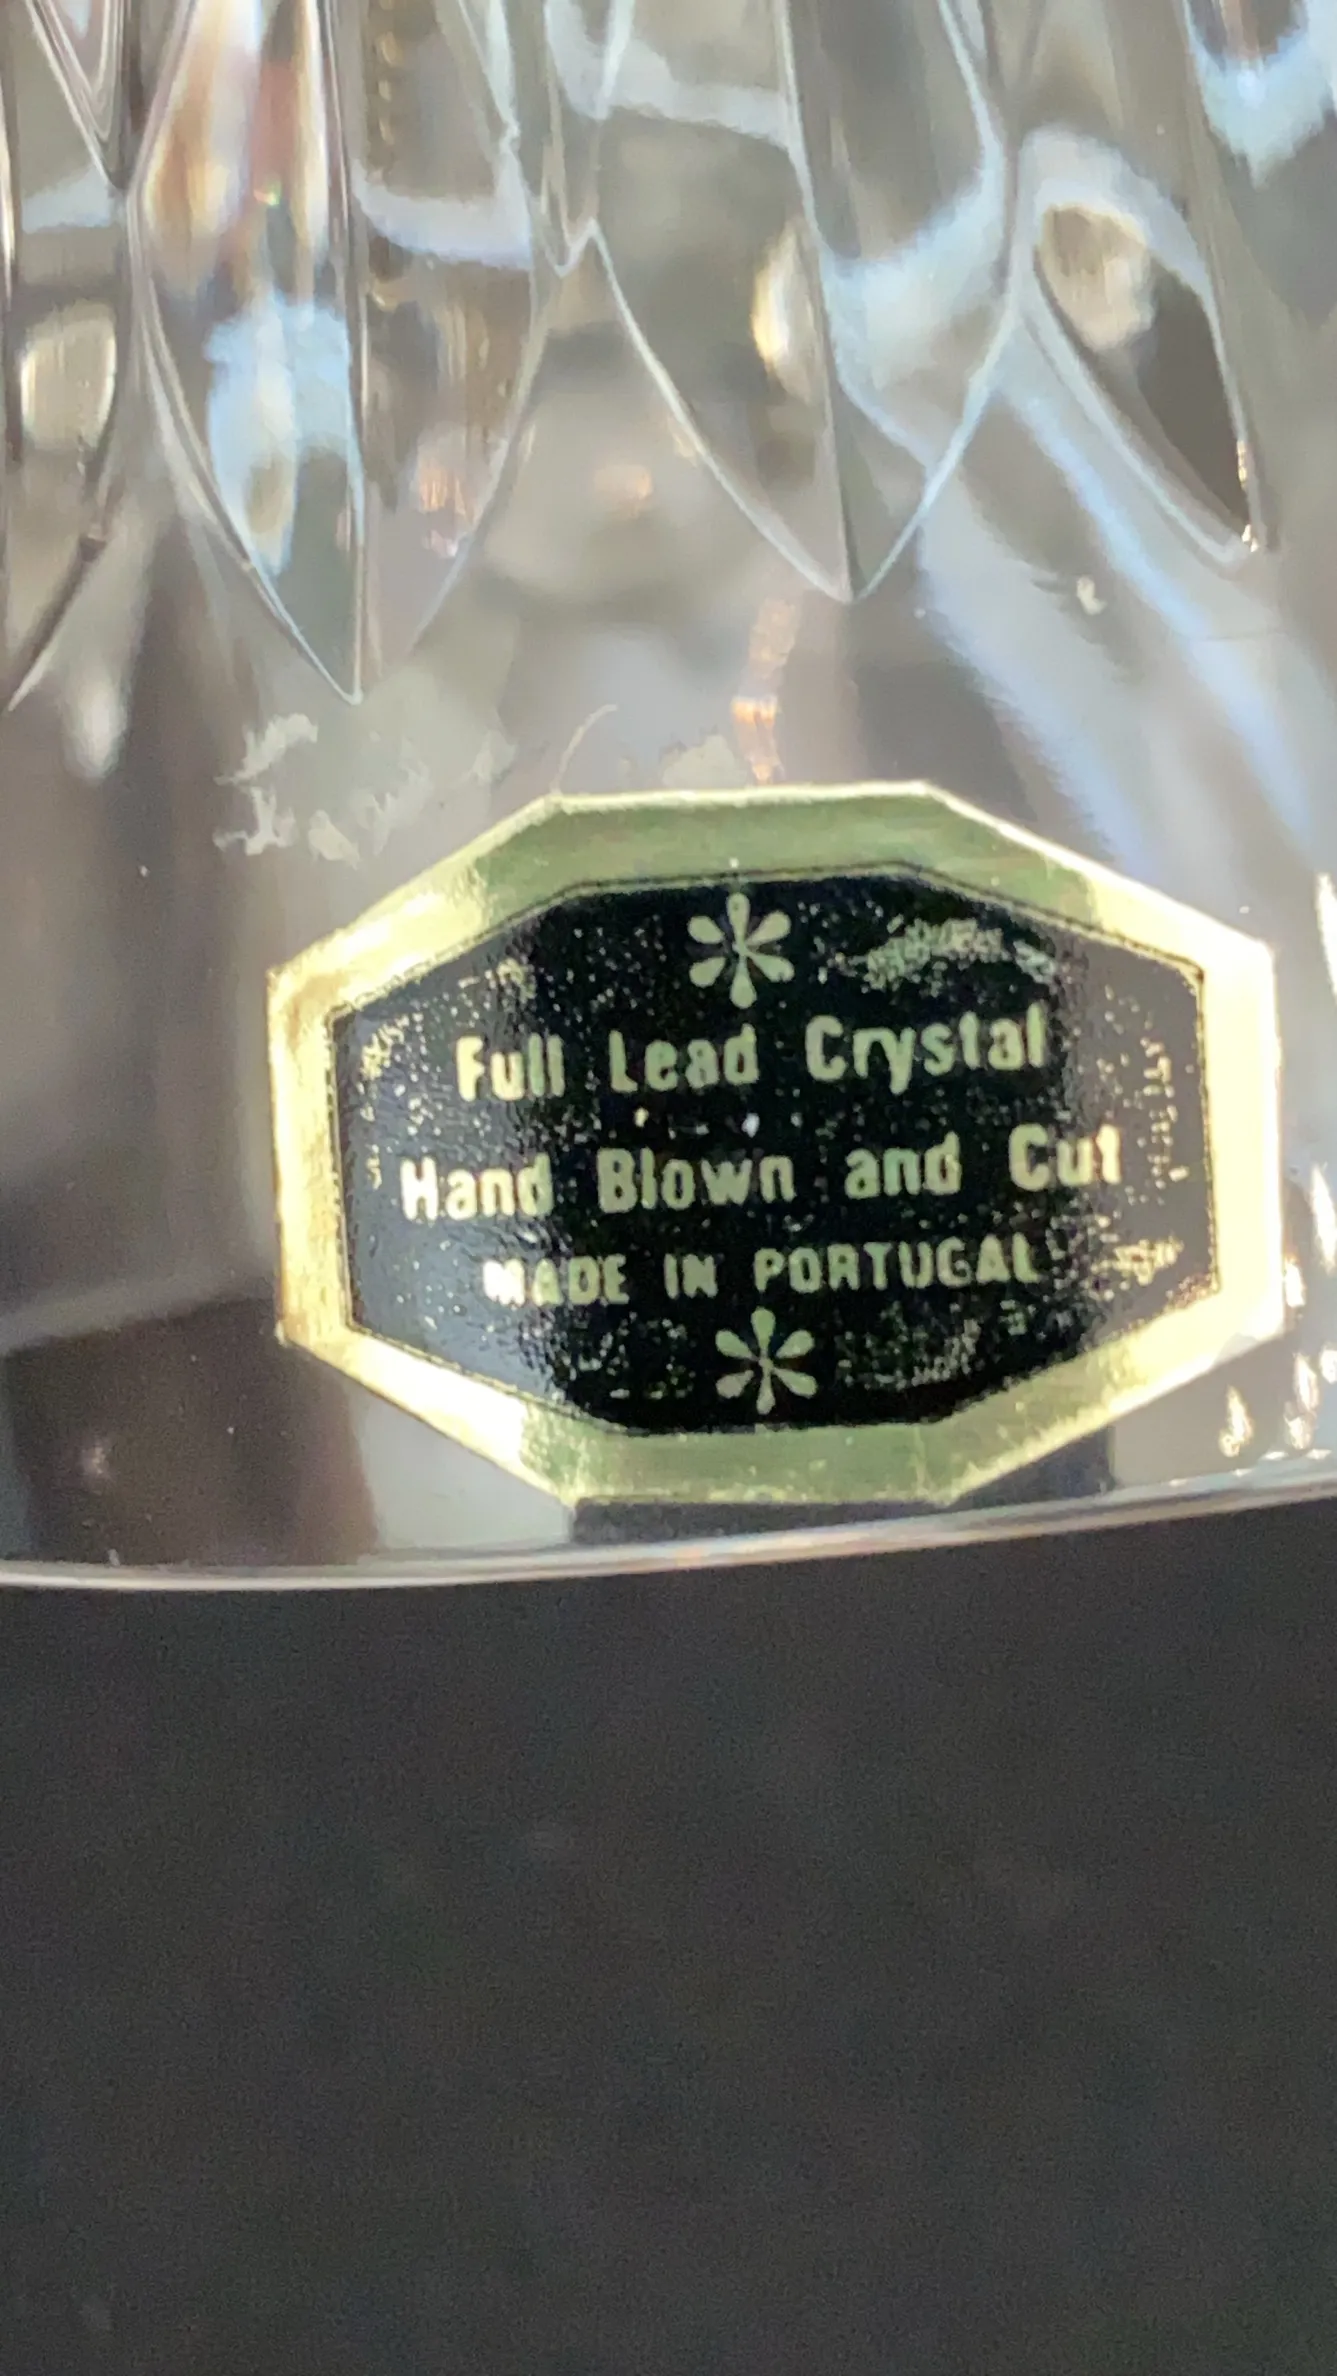 Full Lead Crystal
Hand Blown and Cut
MADE IN PORTUGAL